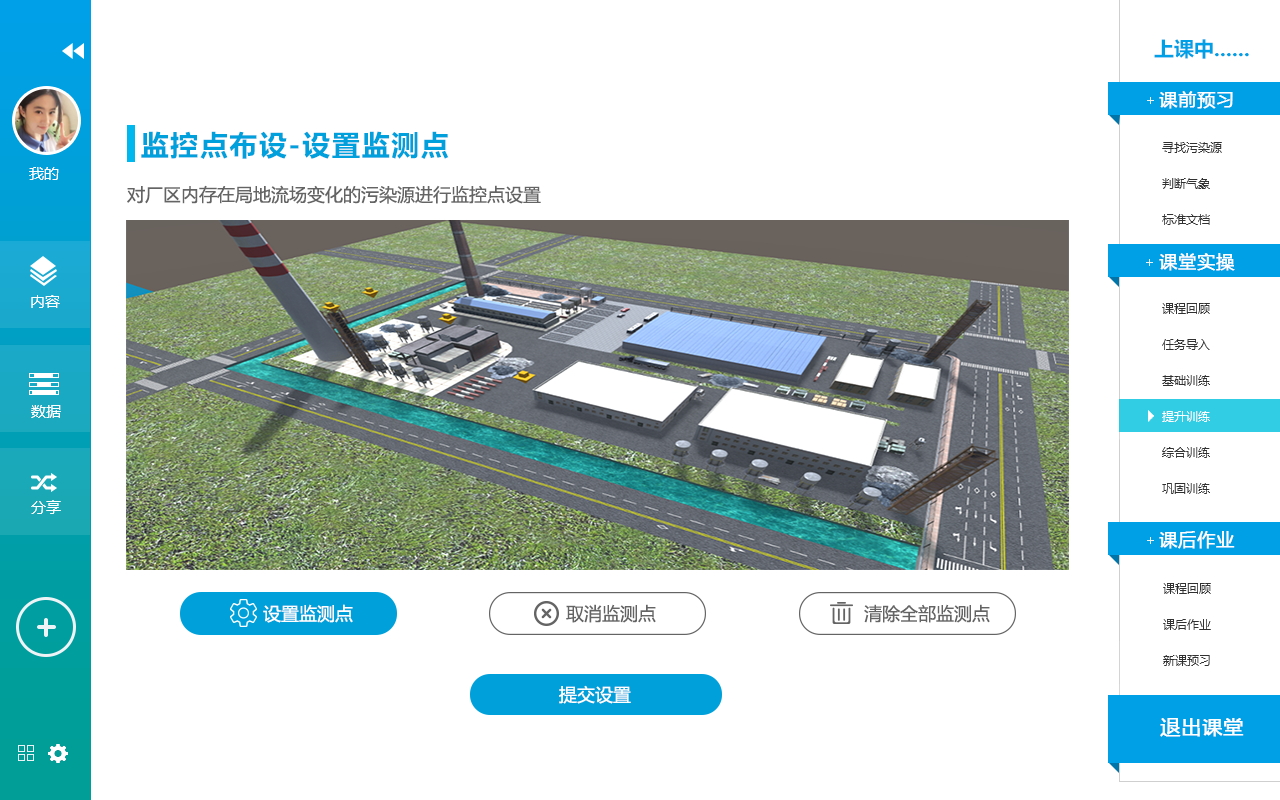 我的
内容
数据
分享
监控点布设-设置监测点
对厂区内存在局地流场变化的污染源进行监控点设置
设置监测点
取消监测点
清除全部监测点
提交设置
上课中......
+ 课前预习
寻找污染源
判断气象
标准文档
+ 课堂实操
课程回顾
任务导入
基础训练
提升训练
综合训练
巩固训练
+ 课后作业
课程回顾
课后作业
新课预习
退出课堂